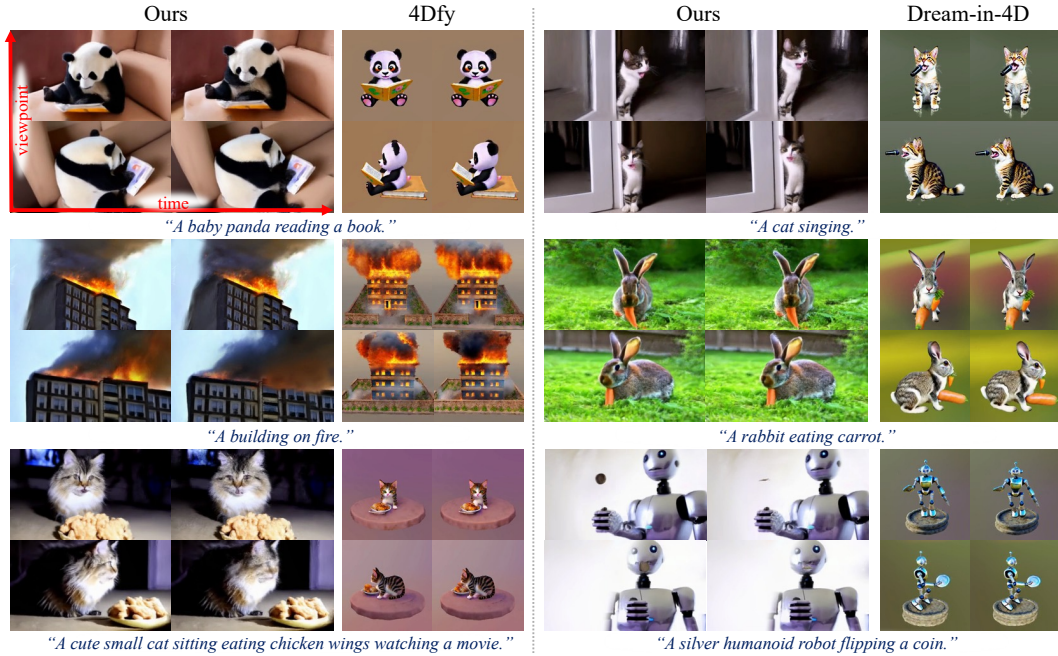 Ours 4Dfy Ours Dream-in-4D
viewpoint
time
“A baby panda reading a book.” “A cat singing.”
“A building on fire.” “A rabbit eating carrot.”
“A cute small cat sitting eating chicken wings watching a movie.” “A silver humanoid robot flipping a coin.”